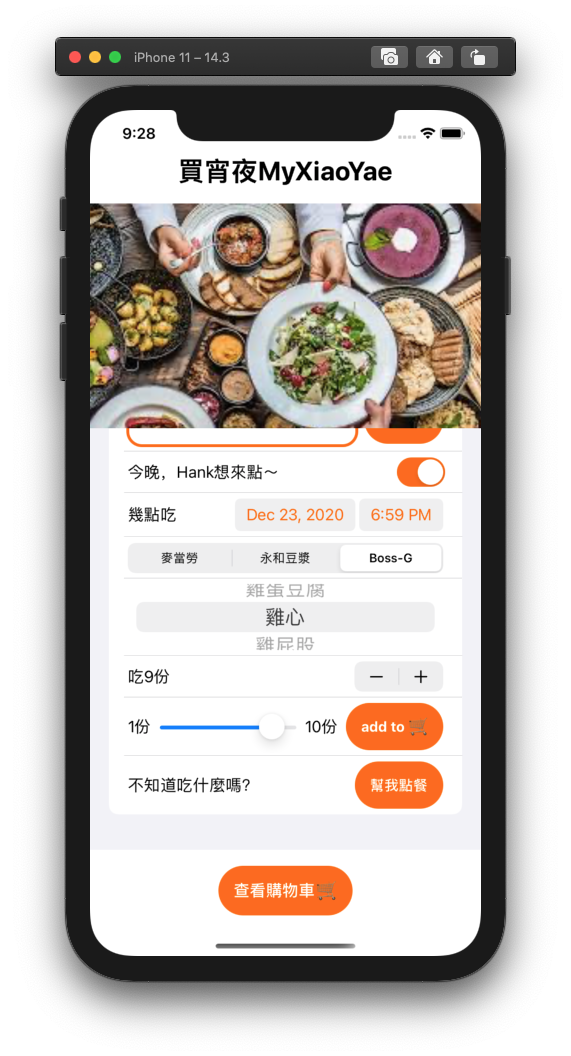 iPhone 11 – 14.3
9:28
買宵夜MyXiaoYae
今晚，Hank想來點～
幾點吃 Dec 23, 2020 6:59 PM
麥當勞 永和豆漿 Boss-G
雞蛋豆腐
雞心
雞屁股
吃9份 − +
1份 10份 add to 🛒
不知道吃什麼嗎? 幫我點餐
查看購物車🛒